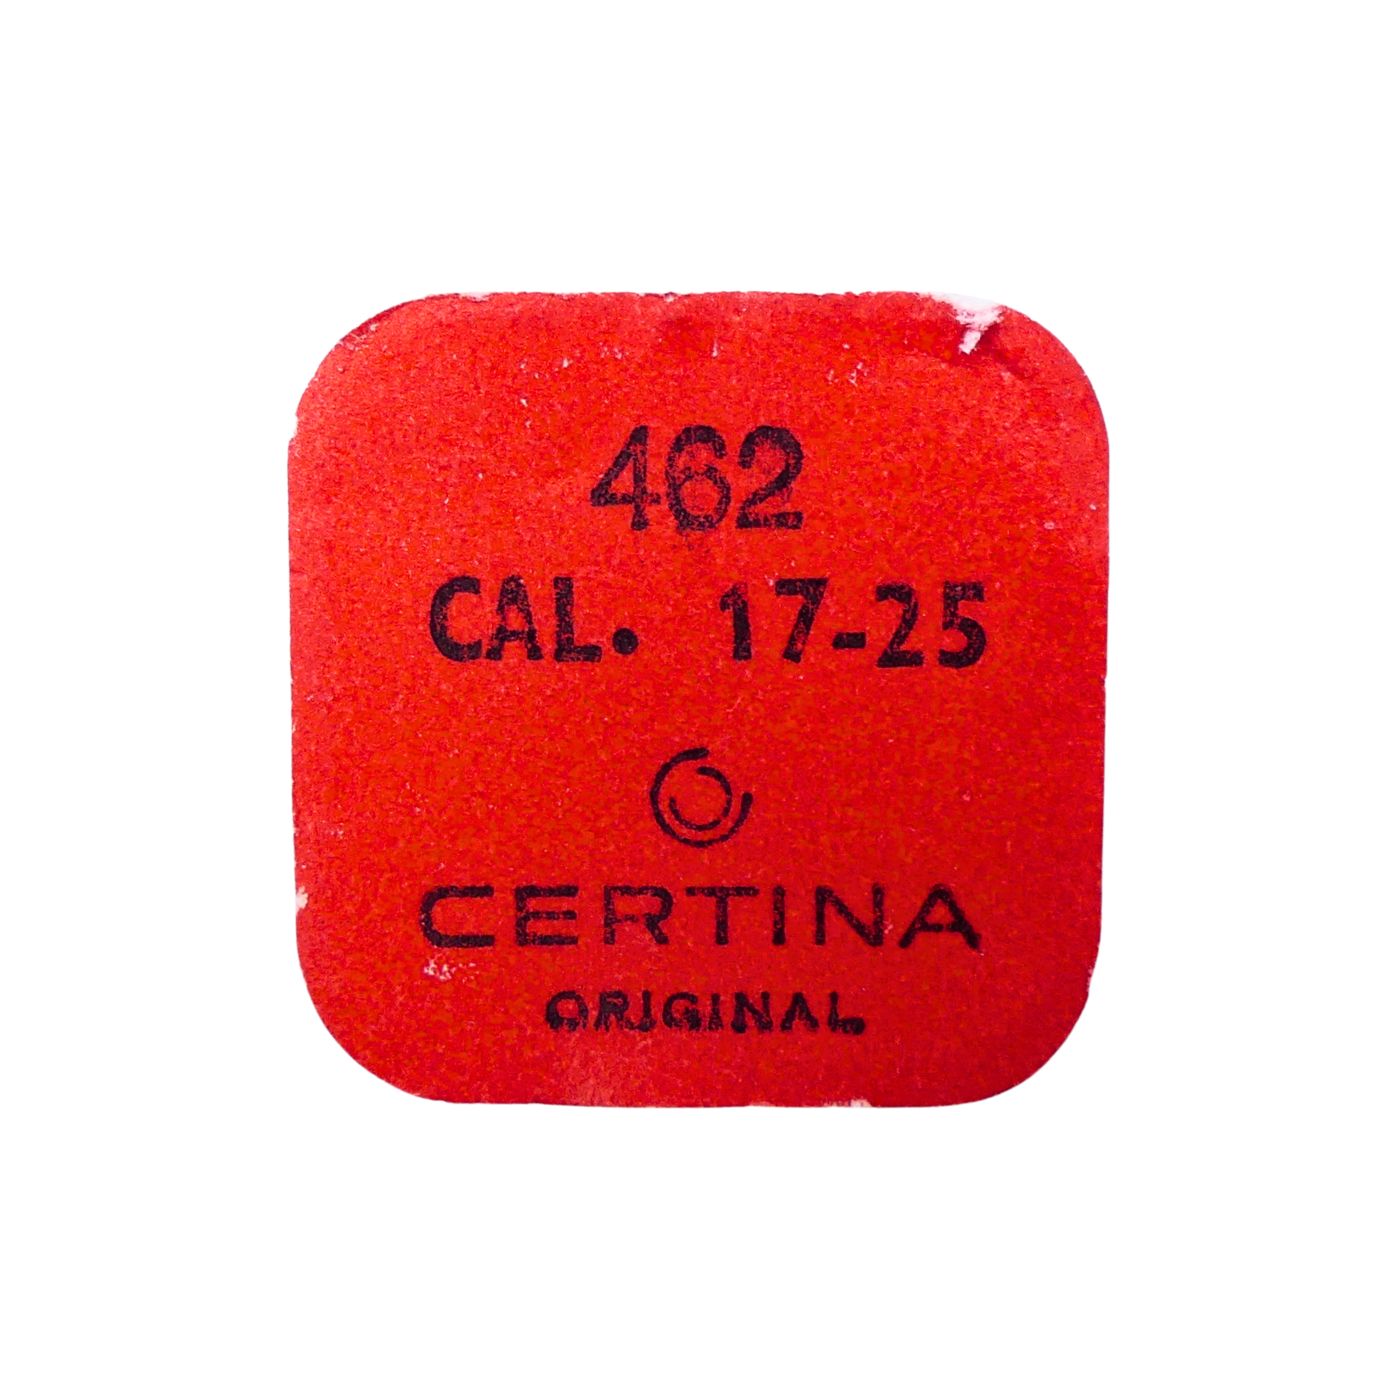 462
CAL. 17-25
CERTINA
ORIGINAL